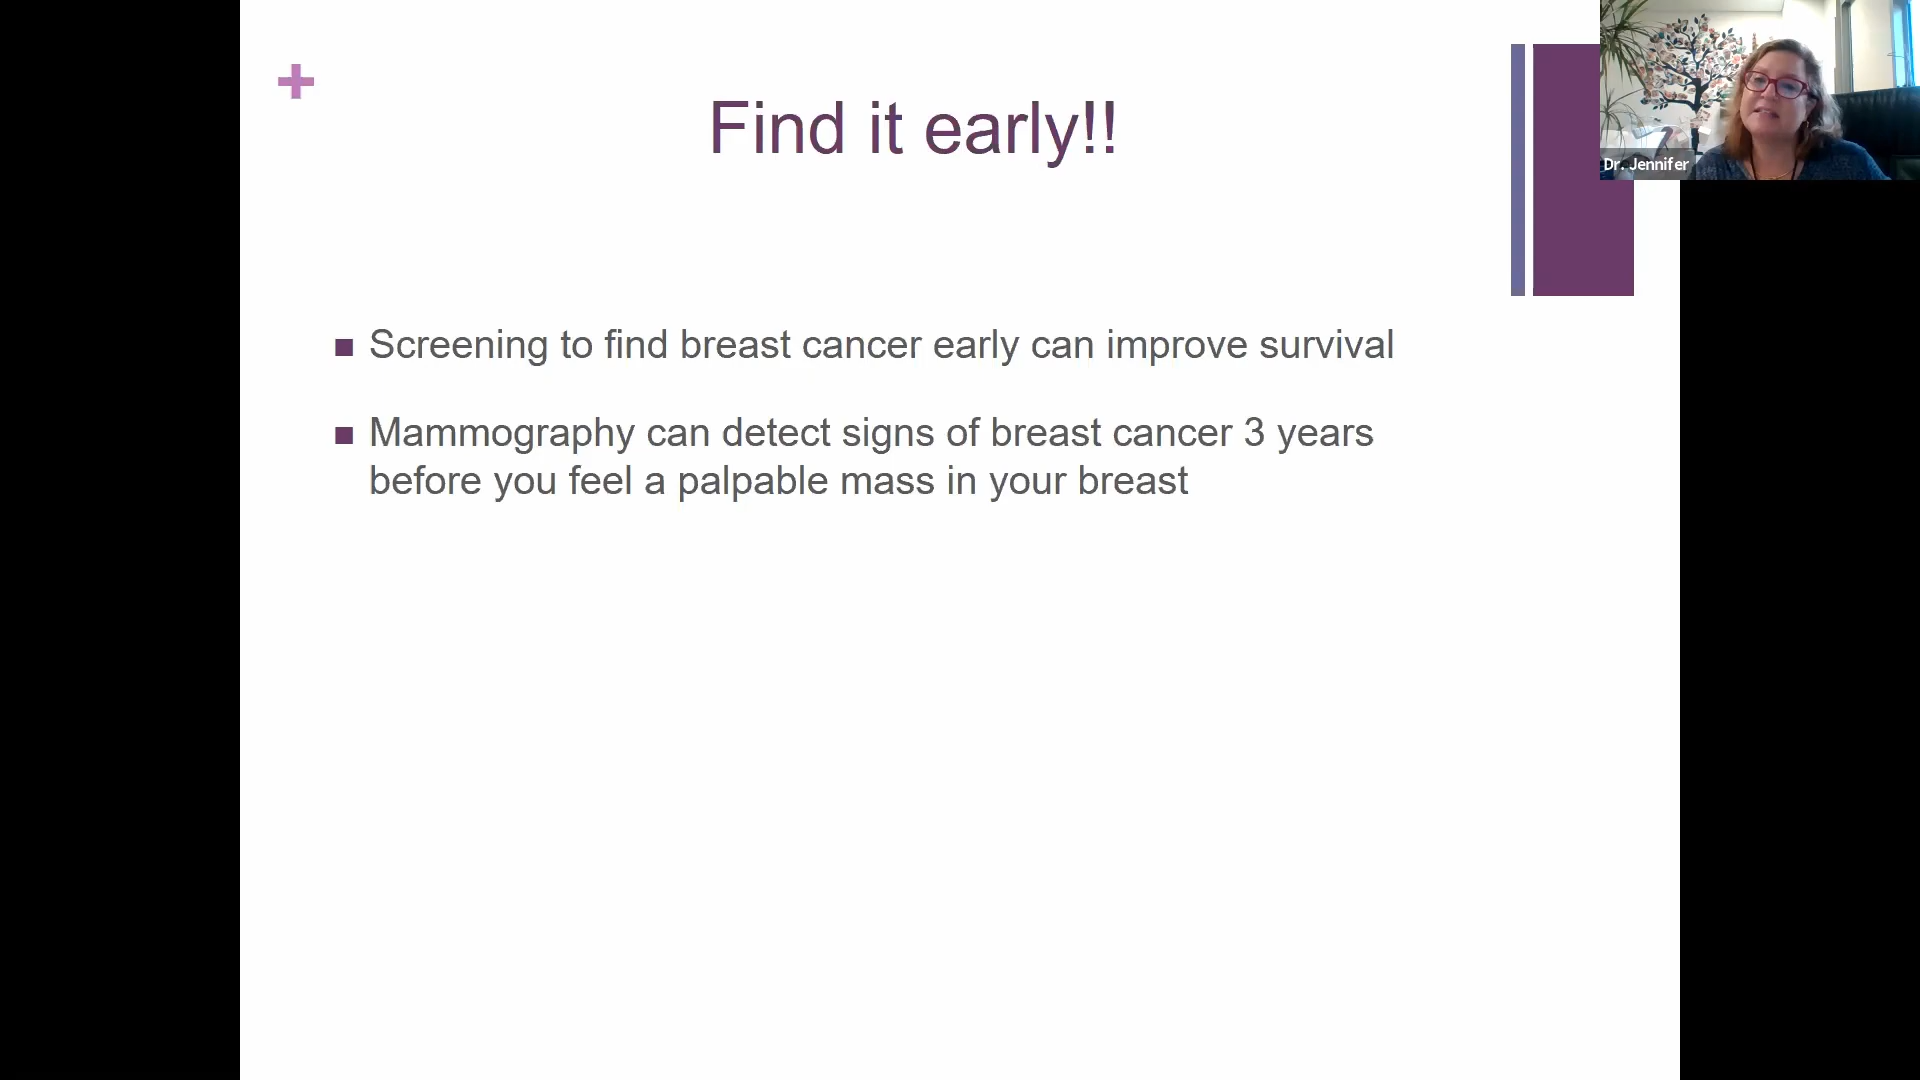 Find it early!!
Dr. Jennifer
Screening to find breast cancer early can improve survival
Mammography can detect signs of breast cancer 3 years
before you feel a palpable mass in your breast